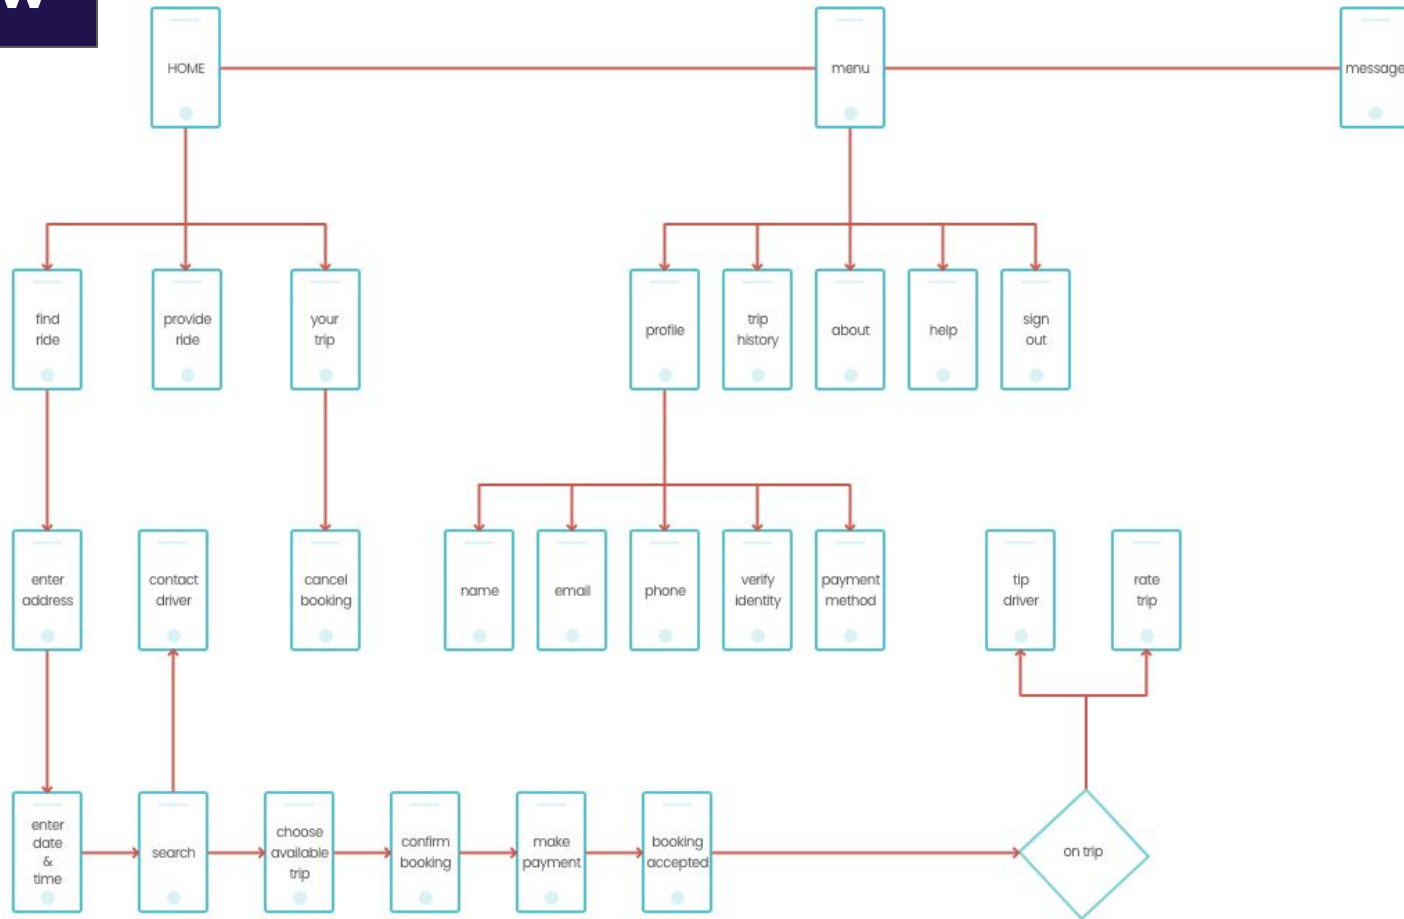 W
HOME
menu
message
find
ride
provide
ride
your
trip
profile
trip
history
about
help
sign
out
enter
address
contact
driver
cancel
booking
name
email
phone
verify
identity
payment
method
tip
driver
rate
trip
enter
date
&
time
search
choose
available
trip
confirm
booking
make
payment
booking
accepted
on trip